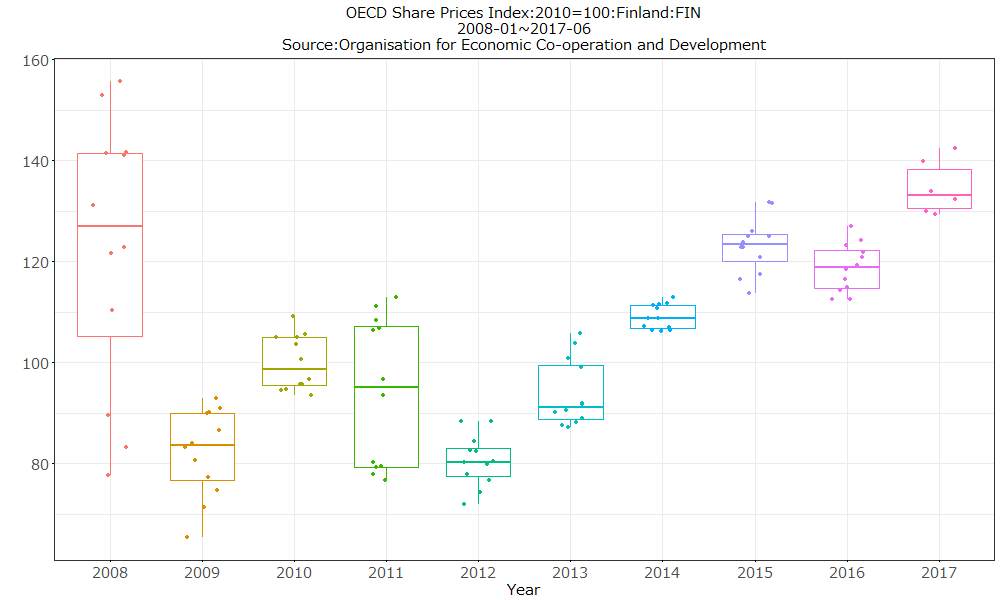 OECD Share Prices Index:2010=100:Finland:FIN
2008-01~2017-06
Source:Organisation for Economic Co-operation and Development
160
140
120
100
80
2008 2009 2010 2011 2012 2013 2014 2015 2016 2017
Year